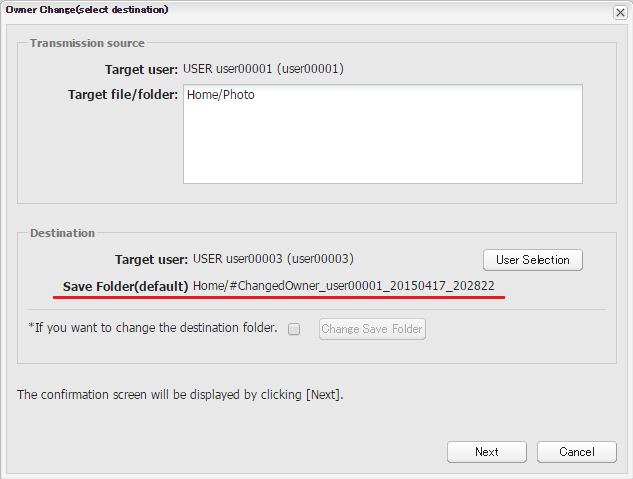 Owner Change(select destination)
Transmission source
Target user: USER user00001 (user00001)
Target file/folder: Home/Photo
Destination
Target user: USER user00003 (user00003)
User Selection
Save Folder(default) Home/#ChangedOwner_user00001_20150417_202822
*If you want to change the destination folder.
Change Save Folder
The confirmation screen will be displayed by clicking [Next].
Next
Cancel